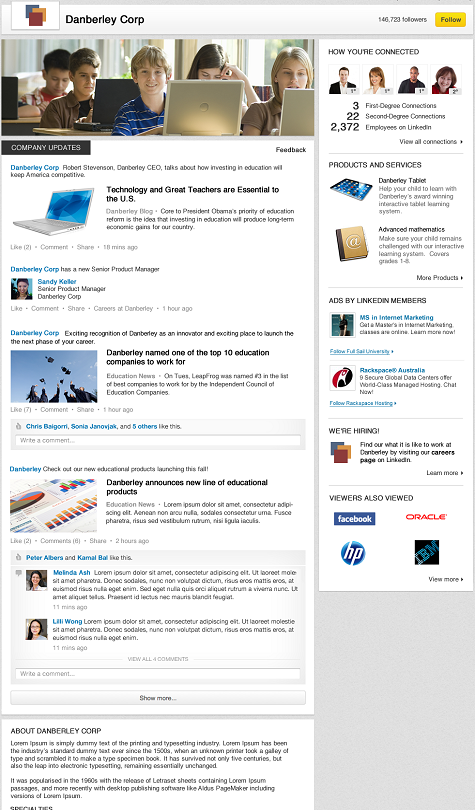 Danberley Corp
146,723 followers
Follow
COMPANY UPDATES
Feedback
Danberley Corp Robert Stevenson, Danberley CEO, talks about how investing in education will
keep America competitive.
Technology and Great Teachers are Essential to
the U.S.
Danberley Blog • Core to President Obama's priority of education
reform is the idea that investing in education will produce long-term
economic gains for our country.
Like (2) • Comment • Share • 18 mins ago
Danberley Corp has a new Senior Product Manager
Sandy Keller
Senior Product Manager
Danberley Corp
Like • Comment • Share • Careers at Danberley • 1 hour ago
Danberley Corp Exciting recognition of Danberley as an innovator and exciting place to launch the
the next phase of your career.
Danberley named one of the top 10 education
companies to work for
Education News • On Tues, LeapFrog was named #3 in the list
of best companies to work for by the Independent Council of
Education Companies.
Like (7) • Comment • Share • 1 hour ago
Chris Baigorri, Sonia Janovjak, and 5 others like this.
Write a comment...
Danberley Check out our new educational products launching this fall!
Danberley announces new line of educational
products
Education News • Lorem ipsum dolor sit amet, consectetur adipi-
scing elit. Aenean non arcu nulla, sodales consectetur urna. Fusce
pharetra, risus sed vestibulum rutrum, nisi ligula iaculis.
Like (2) • Comments (6) • Share • 2 hours ago
Peter Albers and Kamal Bal like this.
Melinda Ash Lorem ipsum dolor sit amet, consectetur adipiscing elit. Ut laoreet mole-
sit amet pharetra. Donec sodales, nunc non volutpat dictum, risus eros mattis eros, at
euismod risus nulla eget enim. Sed eget nulla quis orci aliquet rutrum a viverra nunc. Ut
amet aliquet tellus. Praesent id lectus nec mauris blandit feugiat.
11 mins ago
Lilli Wong Lorem ipsum dolor sit amet, consectetur adipiscing elit. Ut laoreet molestie
sit amet pharetra. Donec sodales, nunc non volutpat dictum, risus eros mattis eros, at
euismod risus nulla eget enim.
11 mins ago
VIEW ALL 4 COMMENTS
Write a comment...
Show more...
ABOUT DANBERLEY CORP
Lorem Ipsum is simply dummy text of the printing and typesetting industry. Lorem Ipsum has been
the industry's standard dummy text ever since the 1500s, when an unknown printer took a galley of
type and scrambled it to make a type specimen book. It has survived not only five centuries, but
also the leap into electronic typesetting, remaining essentially unchanged.
It was popularised in the 1960s with the release of Letraset sheets containing Lorem Ipsum
passages, and more recently with desktop publishing software like Aldus PageMaker including
versions of Lorem Ipsum.
SPECIALTIES
HOW YOU'RE CONNECTED
1st
1st
1st
2nd
3 First-Degree Connections
22 Second-Degree Connections
2,372 Employees on LinkedIn
View all connections
PRODUCTS AND SERVICES
Danberley Tablet
Help your child to learn with
Danberley's award winning
interactive tablet learning
system.
Advanced mathematics
Make sure your child remains
challenged with our interactive
learning system. Covers
grades 1-8.
More Products
ADS BY LINKEDIN MEMBERS
MS in Internet Marketing
Get a Master's in Internet Marketing,
classes are online. Learn more now!
Follow Full Sail University
Rackspace® Australia
9 Secure Global Data Centers offer
World-Class Managed Hosting. Chat
Now!
Follow Rackspace Hosting
WE'RE HIRING!
Find our what it is like to work at
Danberley by visiting our careers
page on LinkedIn.
Learn more
VIEWERS ALSO VIEWED
facebook
ORACLE
hp
IBM
View more